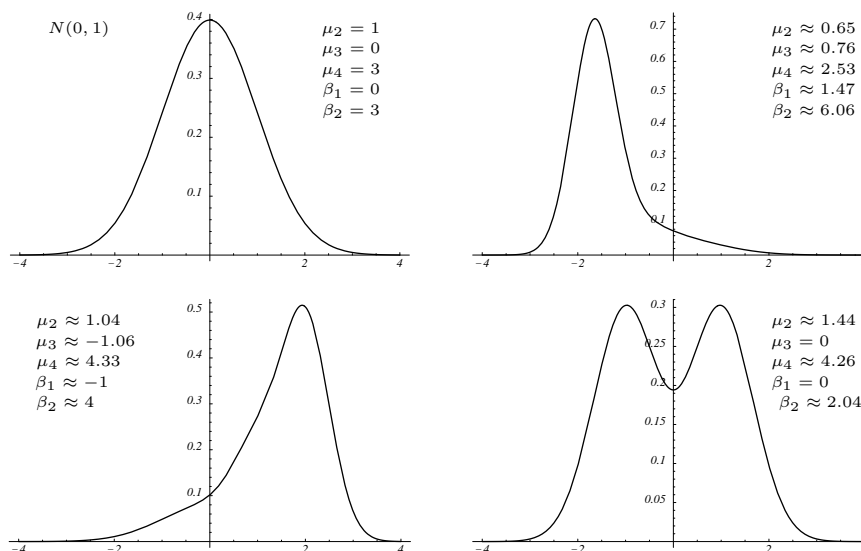 N(0, 1)
μ₂ = 1
μ₃ = 0
μ₄ = 3
β₁ = 0
β₂ = 3
0.4
0.3
0.2
0.1
-4 -2 2 4
μ₂ ≈ 0.65
μ₃ ≈ 0.76
μ₄ ≈ 2.53
β₁ ≈ 1.47
β₂ ≈ 6.06
0.7
0.6
0.5
0.4
0.3
0.2
0.1
-4 -2 2
μ₂ ≈ 1.04
μ₃ ≈ −1.06
μ₄ ≈ 4.33
β₁ ≈ −1
β₂ ≈ 4
0.5
0.4
0.3
0.2
0.1
-4 -2 2 4
μ₂ ≈ 1.44
μ₃ = 0
μ₄ ≈ 4.26
β₁ = 0
β₂ ≈ 2.04
0.3
0.25
0.2
0.15
0.1
0.05
-4 -2 2